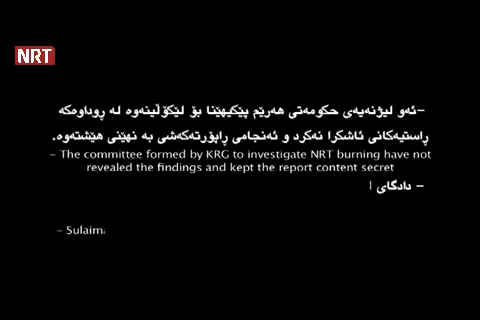 NRT
–ئەو لیژنەیەی حکومەتی هەرێم پێکیهێنا بۆ لێکۆڵینەوە لە ڕوداوەکە
ڕاستیەکانی ئاشکرا نەکرد و ئەنجامی ڕاپۆرتەکەشی بە نهێنی هێشتەوە.
– The committee formed by KRG to investigate NRT burning have not
revealed the findings and kept the report content secret
– دادگای
– Sulaim